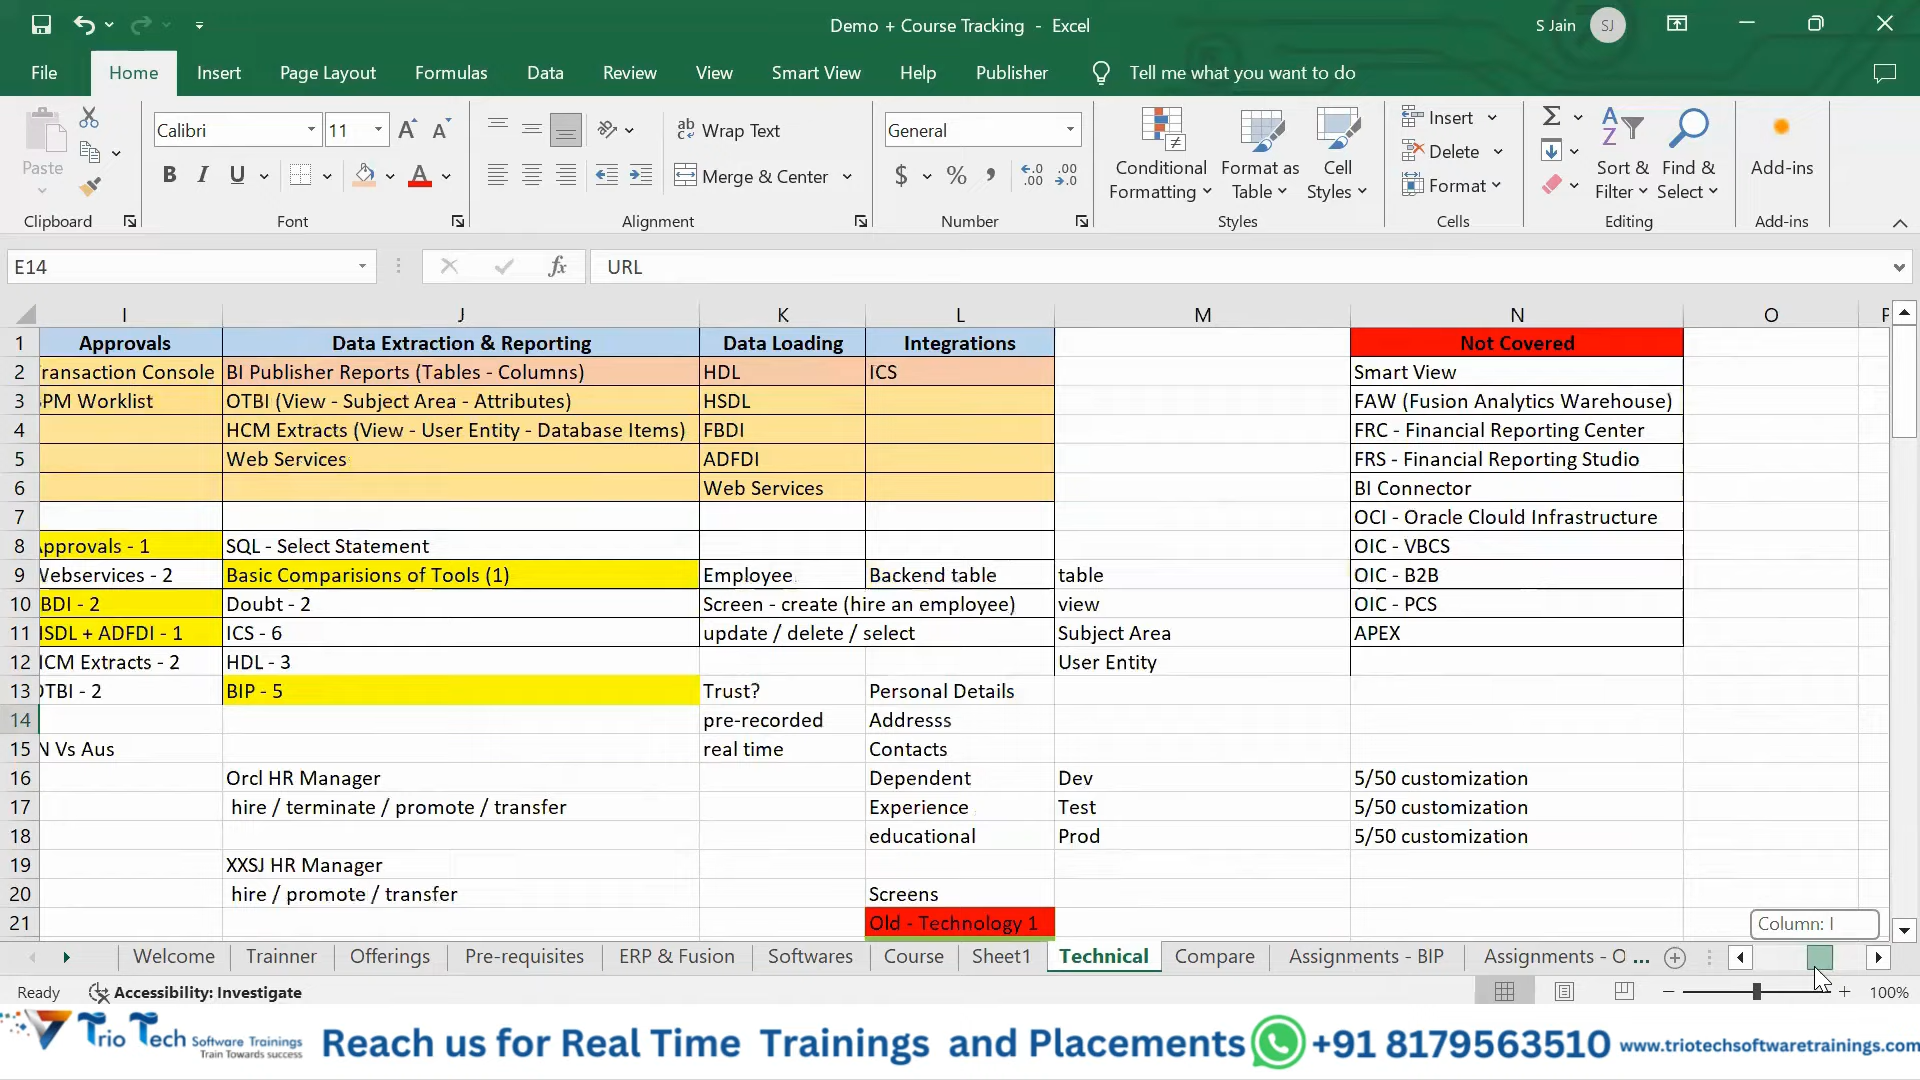 Demo + Course Tracking - Excel
S Jain SJ
File Home Insert Page Layout Formulas Data Review View Smart View Help Publisher Tell me what you want to do
Paste
Clipboard
Calibri 11
B I U
Font
Wrap Text
Merge & Center
Alignment
General
$ %
Number
Conditional Formatting
Format as Table
Cell Styles
Styles
Insert
Delete
Format
Cells
Sort & Filter
Find & Select
Editing
Add-ins
Add-ins
E14 fx URL
I J K L M N O
1 Approvals Data Extraction & Reporting Data Loading Integrations Not Covered
2 ransaction Console BI Publisher Reports (Tables - Columns) HDL ICS Smart View
3 PM Worklist OTBI (View - Subject Area - Attributes) HSDL FAW (Fusion Analytics Warehouse)
4 HCM Extracts (View - User Entity - Database Items) FBDI FRC - Financial Reporting Center
5 Web Services ADFDI FRS - Financial Reporting Studio
6 Web Services BI Connector
7 OCI - Oracle Clould Infrastructure
8 pprovals - 1 SQL - Select Statement OIC - VBCS
9 Vebservices - 2 Basic Comparisions of Tools (1) Employee Backend table table OIC - B2B
10 BDI - 2 Doubt - 2 Screen - create (hire an employee) view OIC - PCS
11 ISDL + ADFDI - 1 ICS - 6 update / delete / select Subject Area APEX
12 ICM Extracts - 2 HDL - 3 User Entity
13 TBI - 2 BIP - 5 Trust? Personal Details
14 pre-recorded Addresss
15 N Vs Aus real time Contacts
16 Orcl HR Manager Dependent Dev 5/50 customization
17 hire / terminate / promote / transfer Experience Test 5/50 customization
18 educational Prod 5/50 customization
19 XXSJ HR Manager
20 hire / promote / transfer Screens
21 Old - Technology 1
Column: I
Welcome Trainner Offerings Pre-requisites ERP & Fusion Softwares Course Sheet1 Technical Compare Assignments - BIP Assignments - O ...
Ready Accessibility: Investigate 100%
Trio Tech Software Trainings
Train Towards success
Reach us for Real Time Trainings and Placements +91 8179563510 www.triotechsoftwaretrainings.com